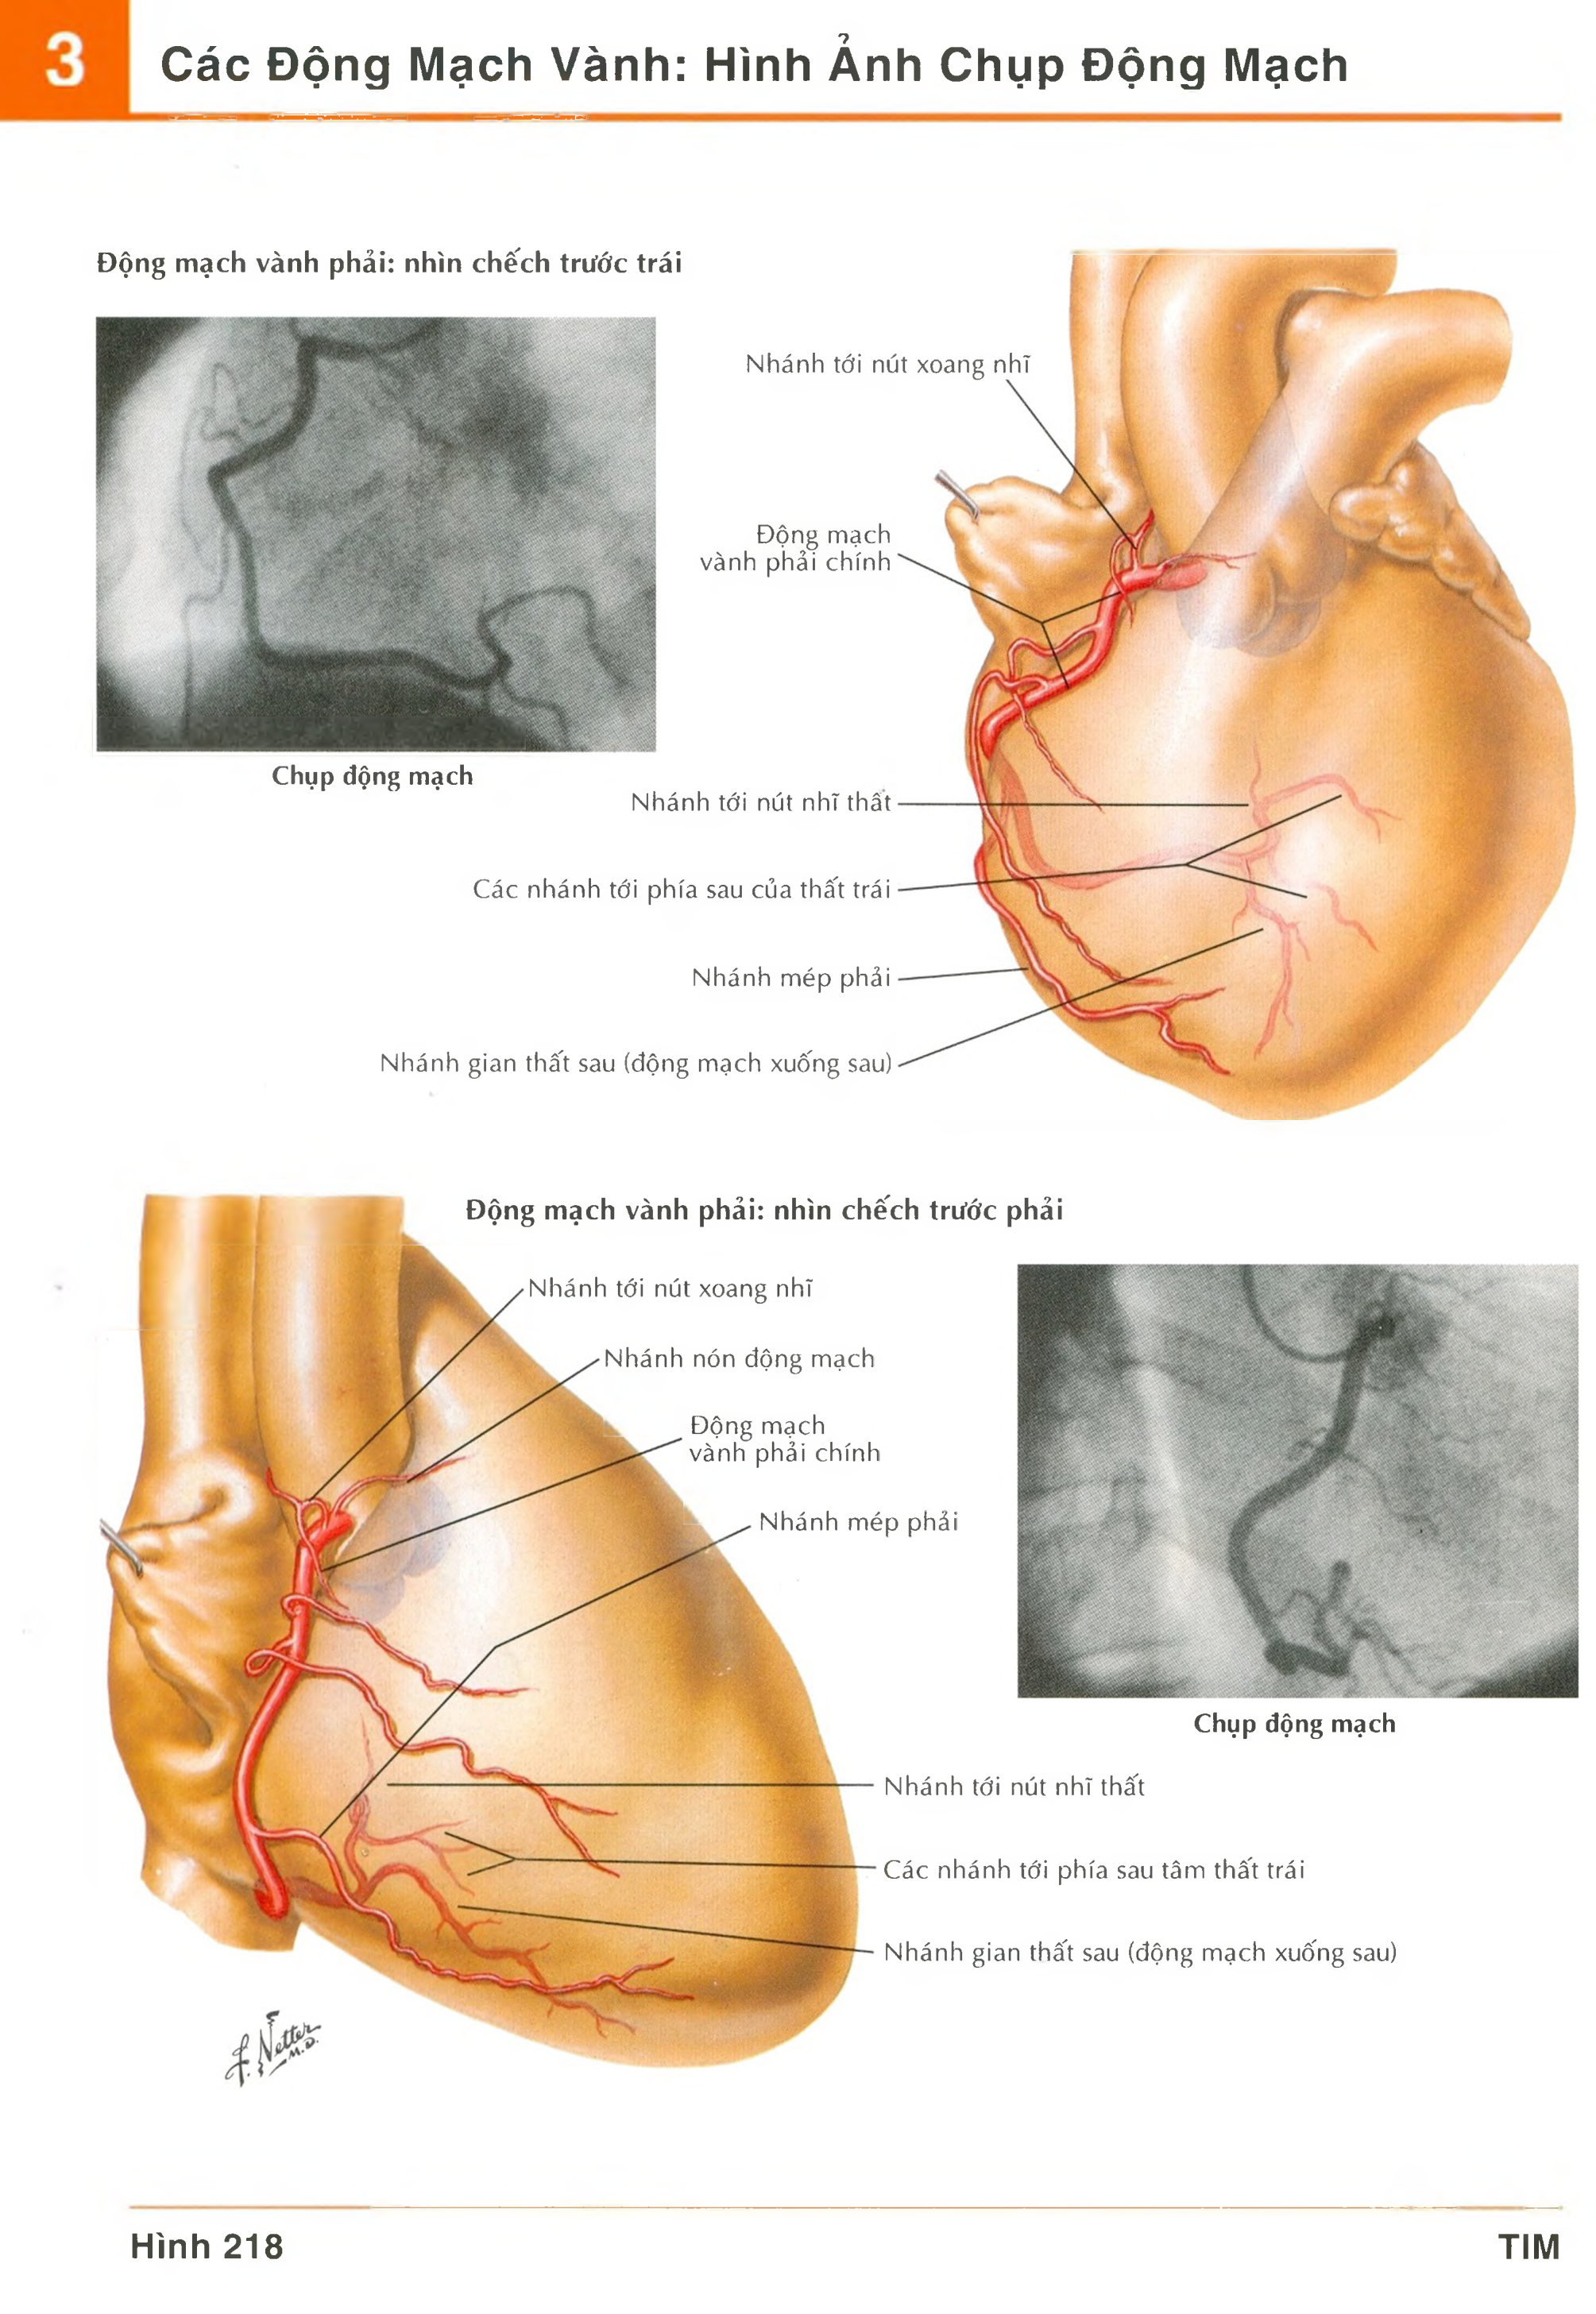 3
Các Động Mạch Vành: Hình Ảnh Chụp Động Mạch
Động mạch vành phải: nhìn chếch trước trái
Chụp động mạch
Nhánh tới nút xoang nhĩ
Động mạch
vành phải chính
Nhánh tới nút nhĩ thất
Các nhánh tới phía sau của thất trái
Nhánh mép phải
Nhánh gian thất sau (động mạch xuống sau)
Động mạch vành phải: nhìn chếch trước phải
Nhánh tới nút xoang nhĩ
Nhánh nón động mạch
Động mạch
vành phải chính
Nhánh mép phải
Chụp động mạch
Nhánh tới nút nhĩ thất
Các nhánh tới phía sau tâm thất trái
Nhánh gian thất sau (động mạch xuống sau)
F. Netter
M.D.
Hình 218
TIM